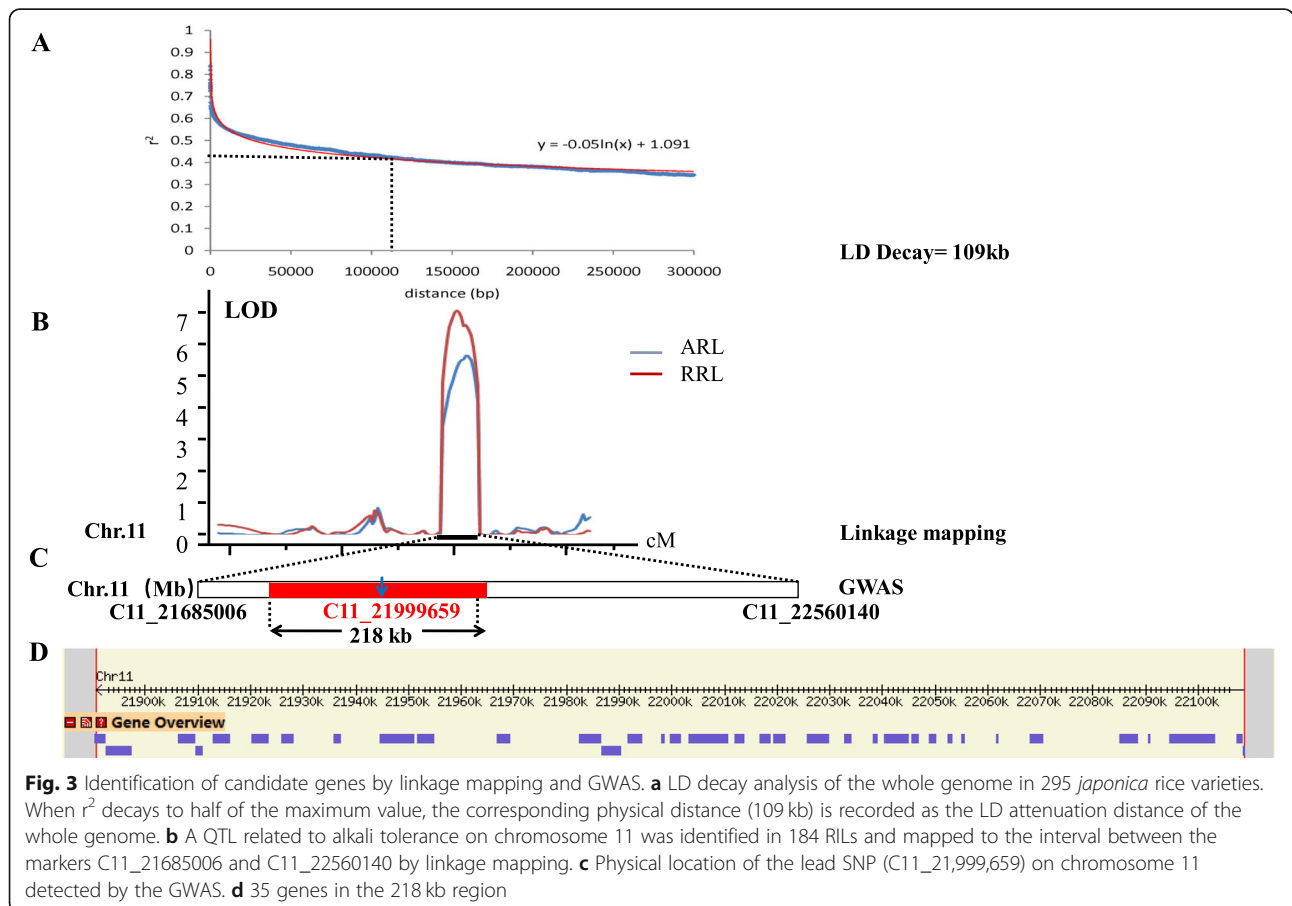 A
1
0.9
0.8
0.7
0.6
0.5
0.4
0.3
0.2
0.1
0
r²
y = -0.05ln(x) + 1.091
0 50000 100000 150000 200000 250000 300000
distance (bp)
LD Decay= 109kb
B
LOD
7
6
5
4
3
2
1
0
ARL
RRL
Chr.11
cM
Linkage mapping
C
Chr.11 (Mb)
GWAS
C11_21685006 C11_21999659 C11_22560140
218 kb
D
Chr11
21900k 21910k 21920k 21930k 21940k 21950k 21960k 21970k 21980k 21990k 22000k 22010k 22020k 22030k 22040k 22050k 22060k 22070k 22080k 22090k 22100k
Gene Overview
Fig. 3 Identification of candidate genes by linkage mapping and GWAS. a LD decay analysis of the whole genome in 295 japonica rice varieties.
When r² decays to half of the maximum value, the corresponding physical distance (109 kb) is recorded as the LD attenuation distance of the
whole genome. b A QTL related to alkali tolerance on chromosome 11 was identified in 184 RILs and mapped to the interval between the
markers C11_21685006 and C11_22560140 by linkage mapping. c Physical location of the lead SNP (C11_21,999,659) on chromosome 11
detected by the GWAS. d 35 genes in the 218 kb region